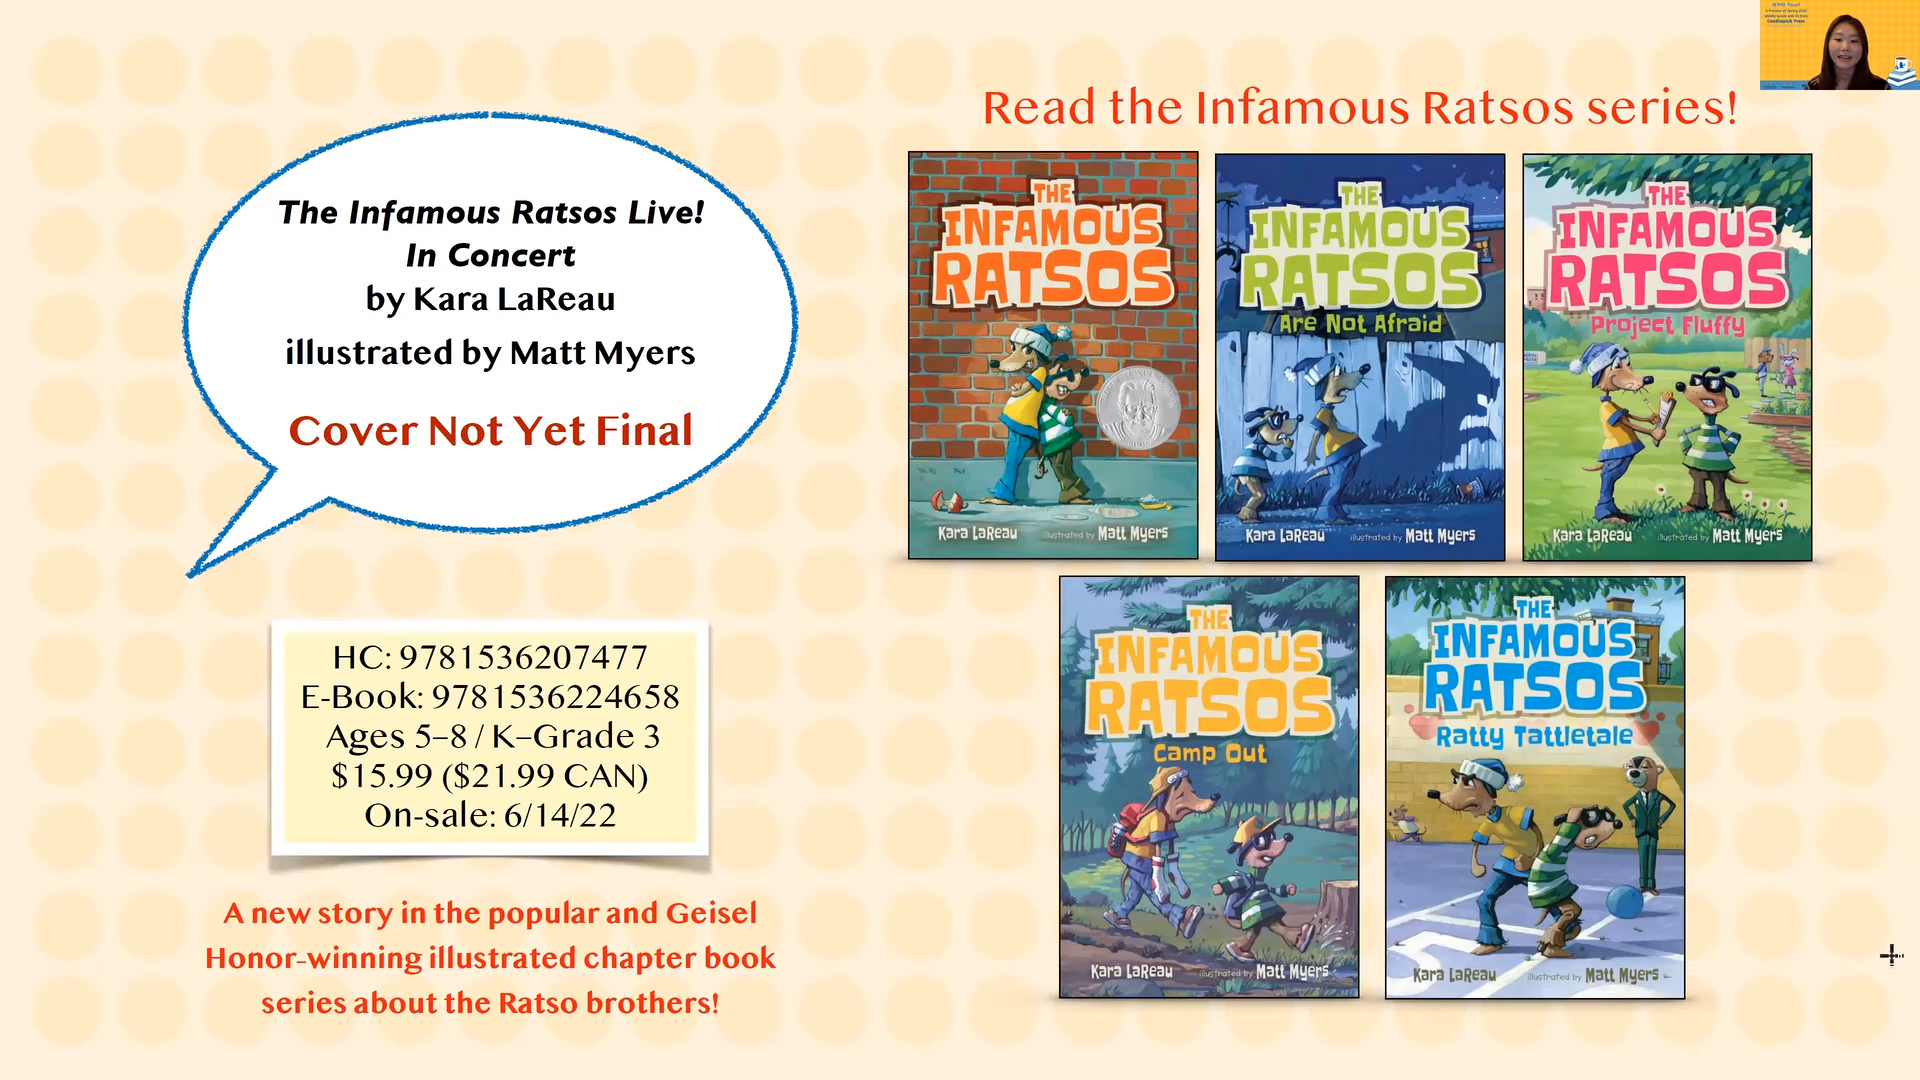 The Infamous Ratsos Live!
In Concert
by Kara LaReau
illustrated by Matt Myers
Cover Not Yet Final
HC: 9781536207477
E-Book: 9781536224658
Ages 5–8 / K–Grade 3
$15.99 ($21.99 CAN)
On-sale: 6/14/22
A new story in the popular and Geisel
Honor-winning illustrated chapter book
series about the Ratso brothers!
Read the Infamous Ratsos series!
THE
INFAMOUS
RATSOS
Kara LaReau illustrated by Matt Myers
THE
INFAMOUS
RATSOS
Are Not Afraid
Kara LaReau illustrated by Matt Myers
THE
INFAMOUS
RATSOS
Project Fluffy
Kara LaReau illustrated by Matt Myers
THE
INFAMOUS
RATSOS
Camp Out
Kara LaReau illustrated by Matt Myers
THE
INFAMOUS
RATSOS
Ratty Tattletale
Kara LaReau illustrated by Matt Myers
BYO Tea!
Candlewick Press